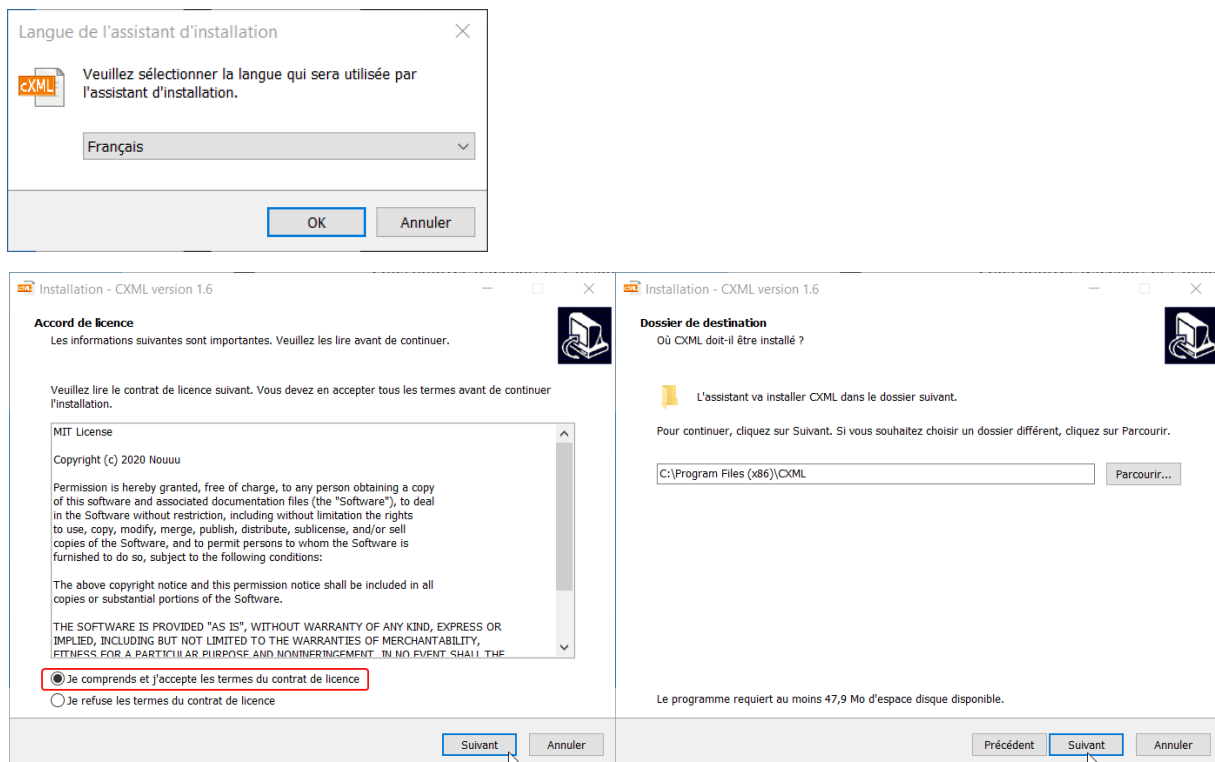 Langue de l'assistant d'installation
cXML
Veuillez sélectionner la langue qui sera utilisée par
l'assistant d'installation.
Français
OK
Annuler
Installation - CXML version 1.6
Accord de licence
Les informations suivantes sont importantes. Veuillez les lire avant de continuer.
Veuillez lire le contrat de licence suivant. Vous devez en accepter tous les termes avant de continuer
l'installation.
MIT License
Copyright (c) 2020 Nouuu
Permission is hereby granted, free of charge, to any person obtaining a copy
of this software and associated documentation files (the "Software"), to deal
in the Software without restriction, including without limitation the rights
to use, copy, modify, merge, publish, distribute, sublicense, and/or sell
copies of the Software, and to permit persons to whom the Software is
furnished to do so, subject to the following conditions:
The above copyright notice and this permission notice shall be included in all
copies or substantial portions of the Software.
THE SOFTWARE IS PROVIDED "AS IS", WITHOUT WARRANTY OF ANY KIND, EXPRESS OR
IMPLIED, INCLUDING BUT NOT LIMITED TO THE WARRANTIES OF MERCHANTABILITY,
FITNESS FOR A PARTICULAR PURPOSE AND NONINFRINGEMENT. IN NO EVENT SHALL THE
Je comprends et j'accepte les termes du contrat de licence
Je refuse les termes du contrat de licence
Suivant
Annuler
Installation - CXML version 1.6
Dossier de destination
Où CXML doit-il être installé ?
L'assistant va installer CXML dans le dossier suivant.
Pour continuer, cliquez sur Suivant. Si vous souhaitez choisir un dossier différent, cliquez sur Parcourir.
C:\Program Files (x86)\CXML
Parcourir...
Le programme requiert au moins 47,9 Mo d'espace disque disponible.
Précédent
Suivant
Annuler